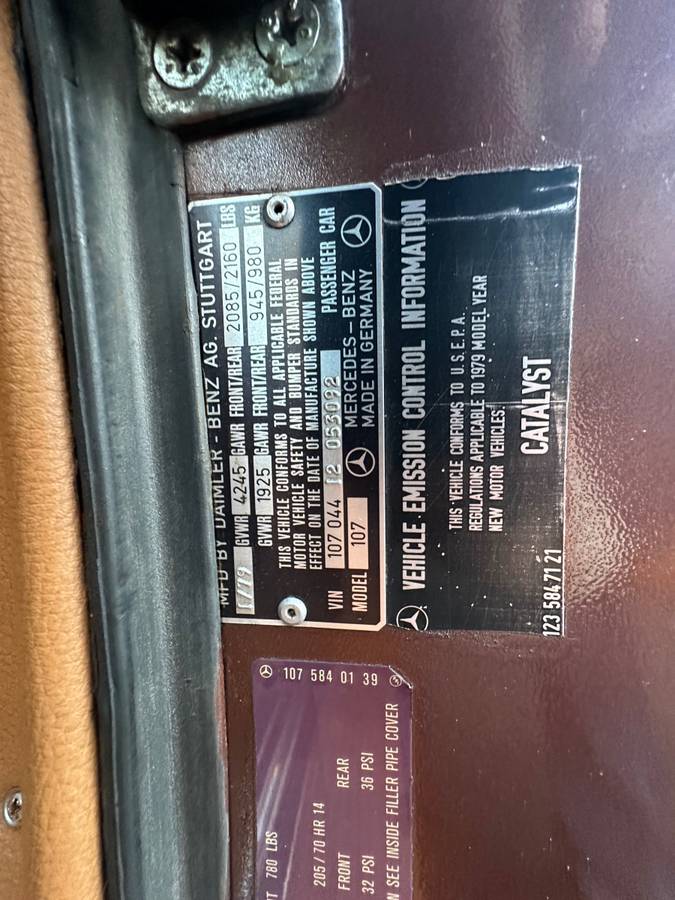 MFD BY DAIMLER - BENZ AG. STUTTGART
/79 GVWR 4245 GAWR FRONT/REAR 2085/2160 LBS
GVWR 1925 GAWR FRONT/REAR 945/980 KG
THIS VEHICLE CONFORMS TO ALL APPLICABLE FEDERAL
MOTOR VEHICLE SAFETY AND BUMPER STANDARDS IN
EFFECT ON THE DATE OF MANUFACTURE SHOWN ABOVE
VIN 107 044 12 053092 PASSENGER CAR
MODEL 107 MERCEDES-BENZ
MADE IN GERMANY
VEHICLE EMISSION CONTROL INFORMATION
THIS VEHICLE CONFORMS TO U.S.E.P.A.
REGULATIONS APPLICABLE TO 1979 MODEL YEAR
NEW MOTOR VEHICLES.
CATALYST
123 584 71 21
107 584 01 39
780 LBS
205/70 HR 14
FRONT REAR
32 PSI 36 PSI
SEE INSIDE FILLER PIPE COVER